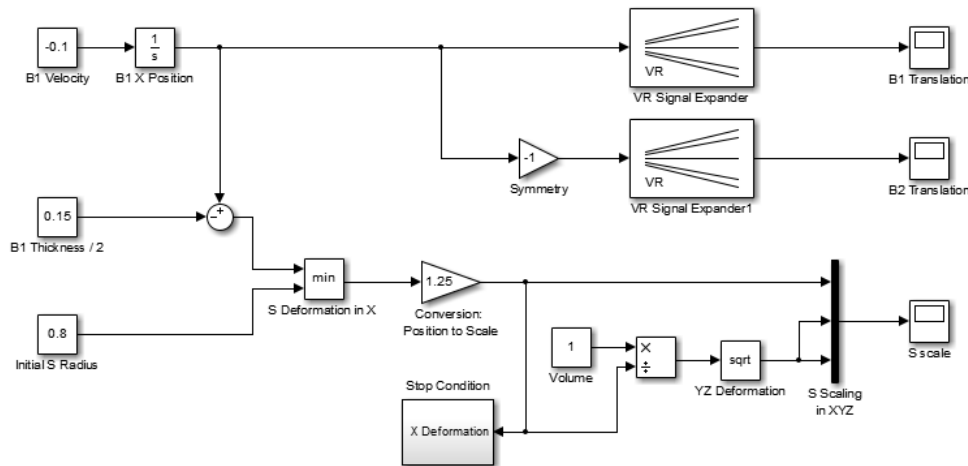 -0.1
B1 Velocity
1
s
B1 X Position
VR
VR Signal Expander
B1 Translation
-1
Symmetry
VR
VR Signal Expander1
B2 Translation
0.15
B1 Thickness / 2
−
+
min
S Deformation in X
1.25
Conversion:
Position to Scale
0.8
Initial S Radius
1
Volume
×
÷
sqrt
YZ Deformation
S Scaling
in XYZ
S scale
Stop Condition
X Deformation